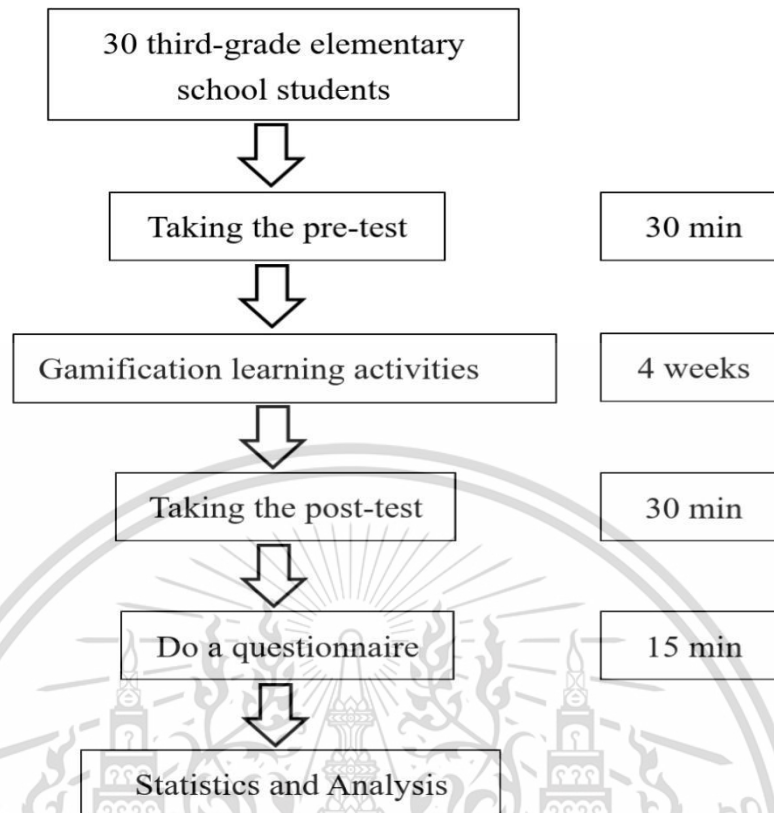 30 third-grade elementary
school students
Taking the pre-test
30 min
Gamification learning activities
4 weeks
Taking the post-test
30 min
Do a questionnaire
15 min
Statistics and Analysis